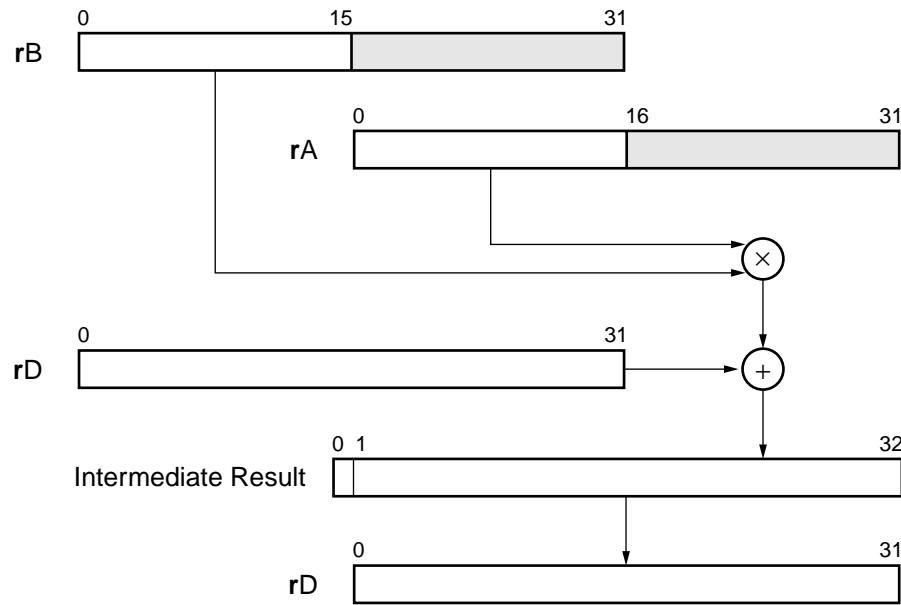 0 15 31
rB
0 16 31
rA
×
0 31
rD
+
0 1 32
Intermediate Result
0 31
rD